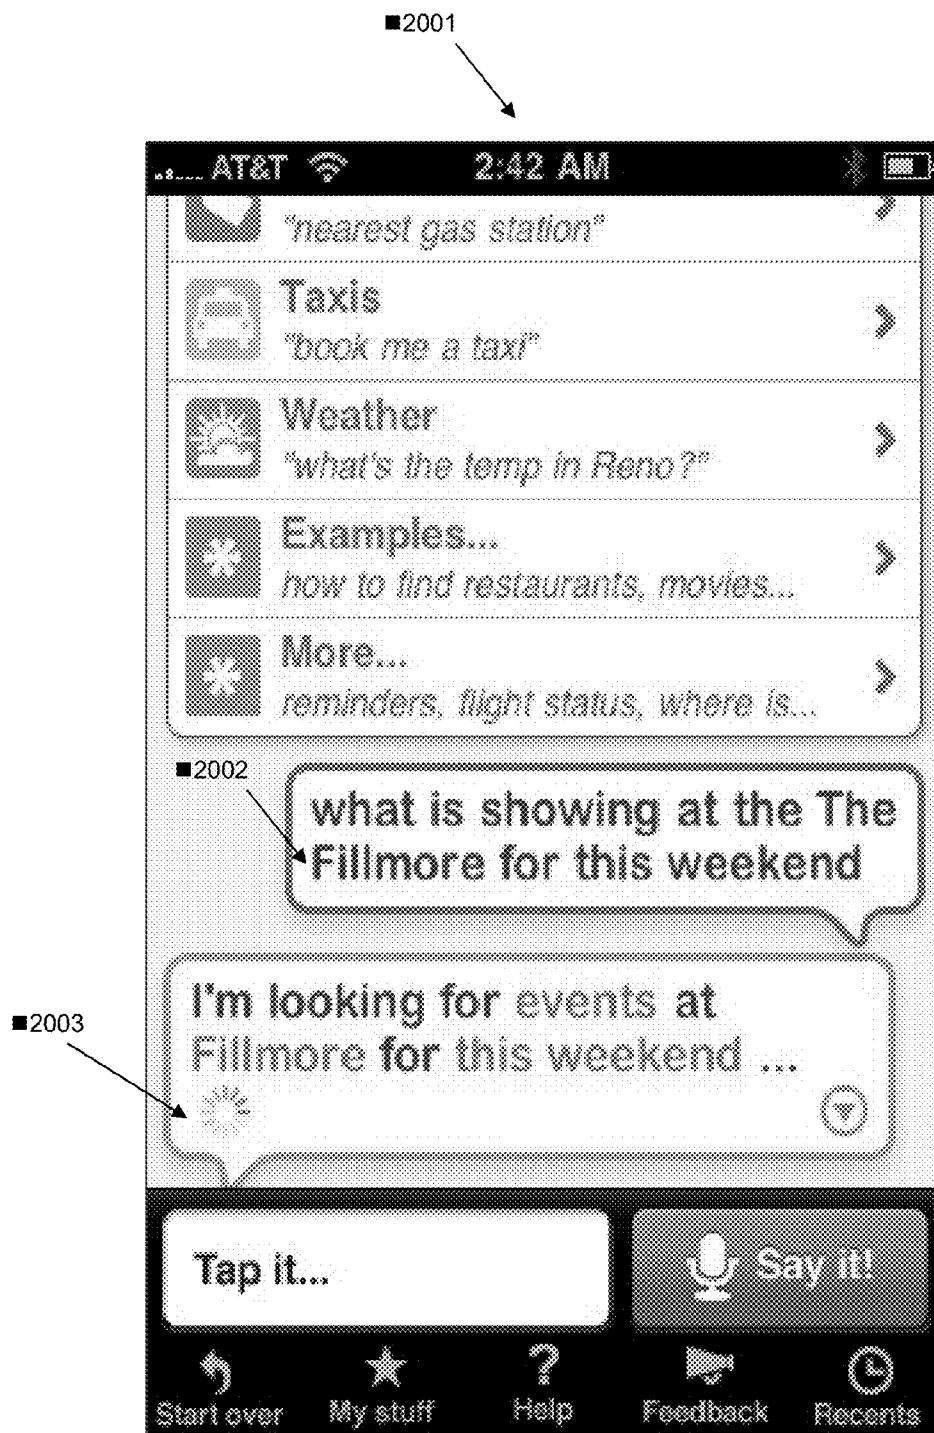 ■2001
AT&T 2:42 AM
"nearest gas station"
Taxis
"book me a taxi"
Weather
"what's the temp in Reno?"
Examples...
how to find restaurants, movies...
More...
reminders, flight status, where is...
■2002
what is showing at the The
Fillmore for this weekend
I'm looking for events at
Fillmore for this weekend ...
■2003
Tap it...
Say it!
Start over My stuff Help Feedback Recents